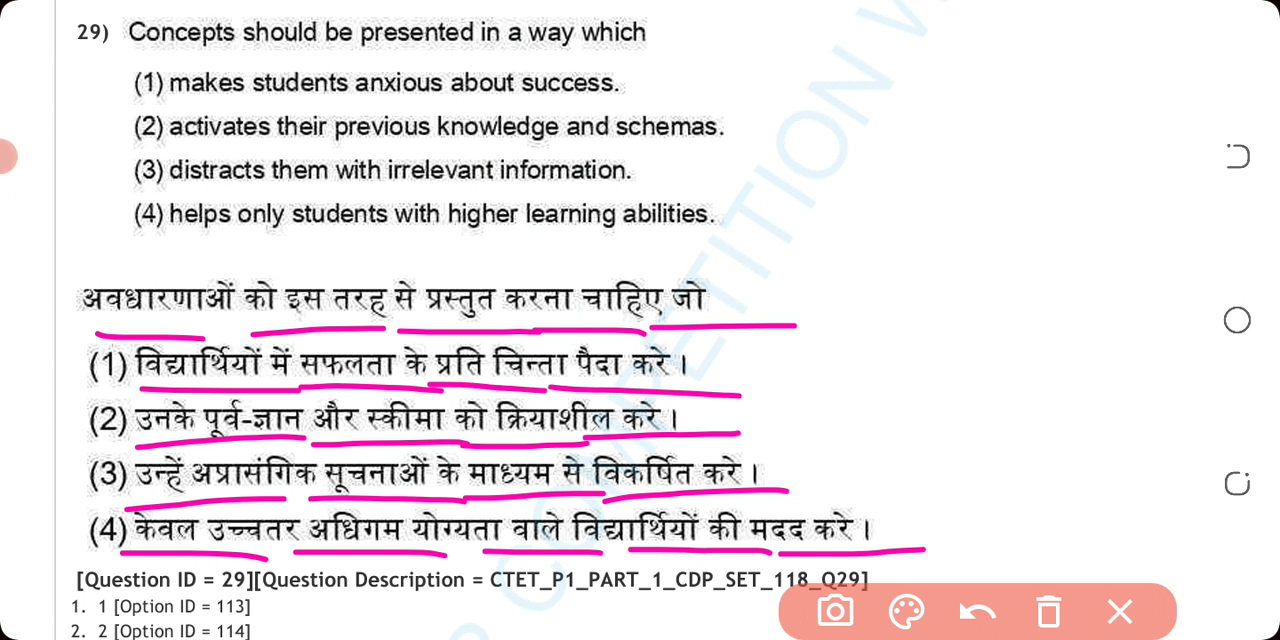 29) Concepts should be presented in a way which
(1) makes students anxious about success.
(2) activates their previous knowledge and schemas.
(3) distracts them with irrelevant information.
(4) helps only students with higher learning abilities.
अवधारणाओं को इस तरह से प्रस्तुत करना चाहिए जो
(1) विद्यार्थियों में सफलता के प्रति चिन्ता पैदा करे।
(2) उनके पूर्व-ज्ञान और स्कीमा को क्रियाशील करे।
(3) उन्हें अप्रासंगिक सूचनाओं के माध्यम से विकर्षित करे।
(4) केवल उच्चतर अधिगम योग्यता वाले विद्यार्थियों की मदद करे।
[Question ID = 29][Question Description = CTET_P1_PART_1_CDP_SET_118_Q29]
1. 1 [Option ID = 113]
2. 2 [Option ID = 114]
COMPETITION